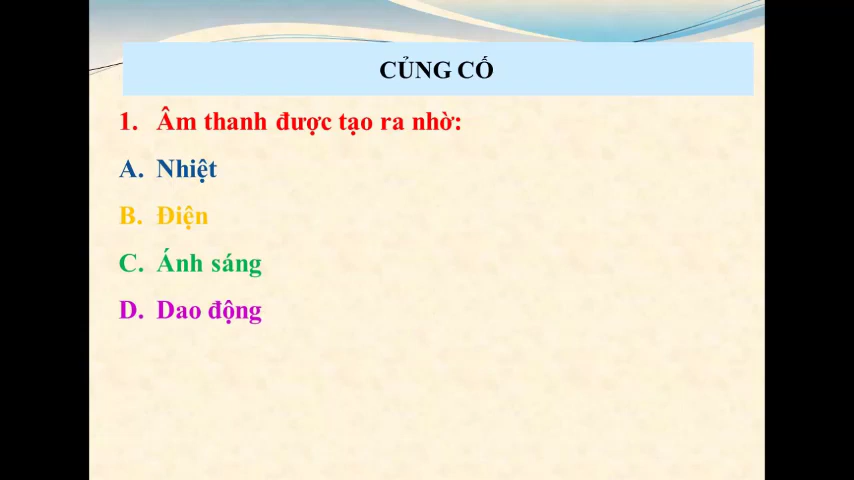 CỦNG CỐ
1. Âm thanh được tạo ra nhờ:
A. Nhiệt
B. Điện
C. Ánh sáng
D. Dao động